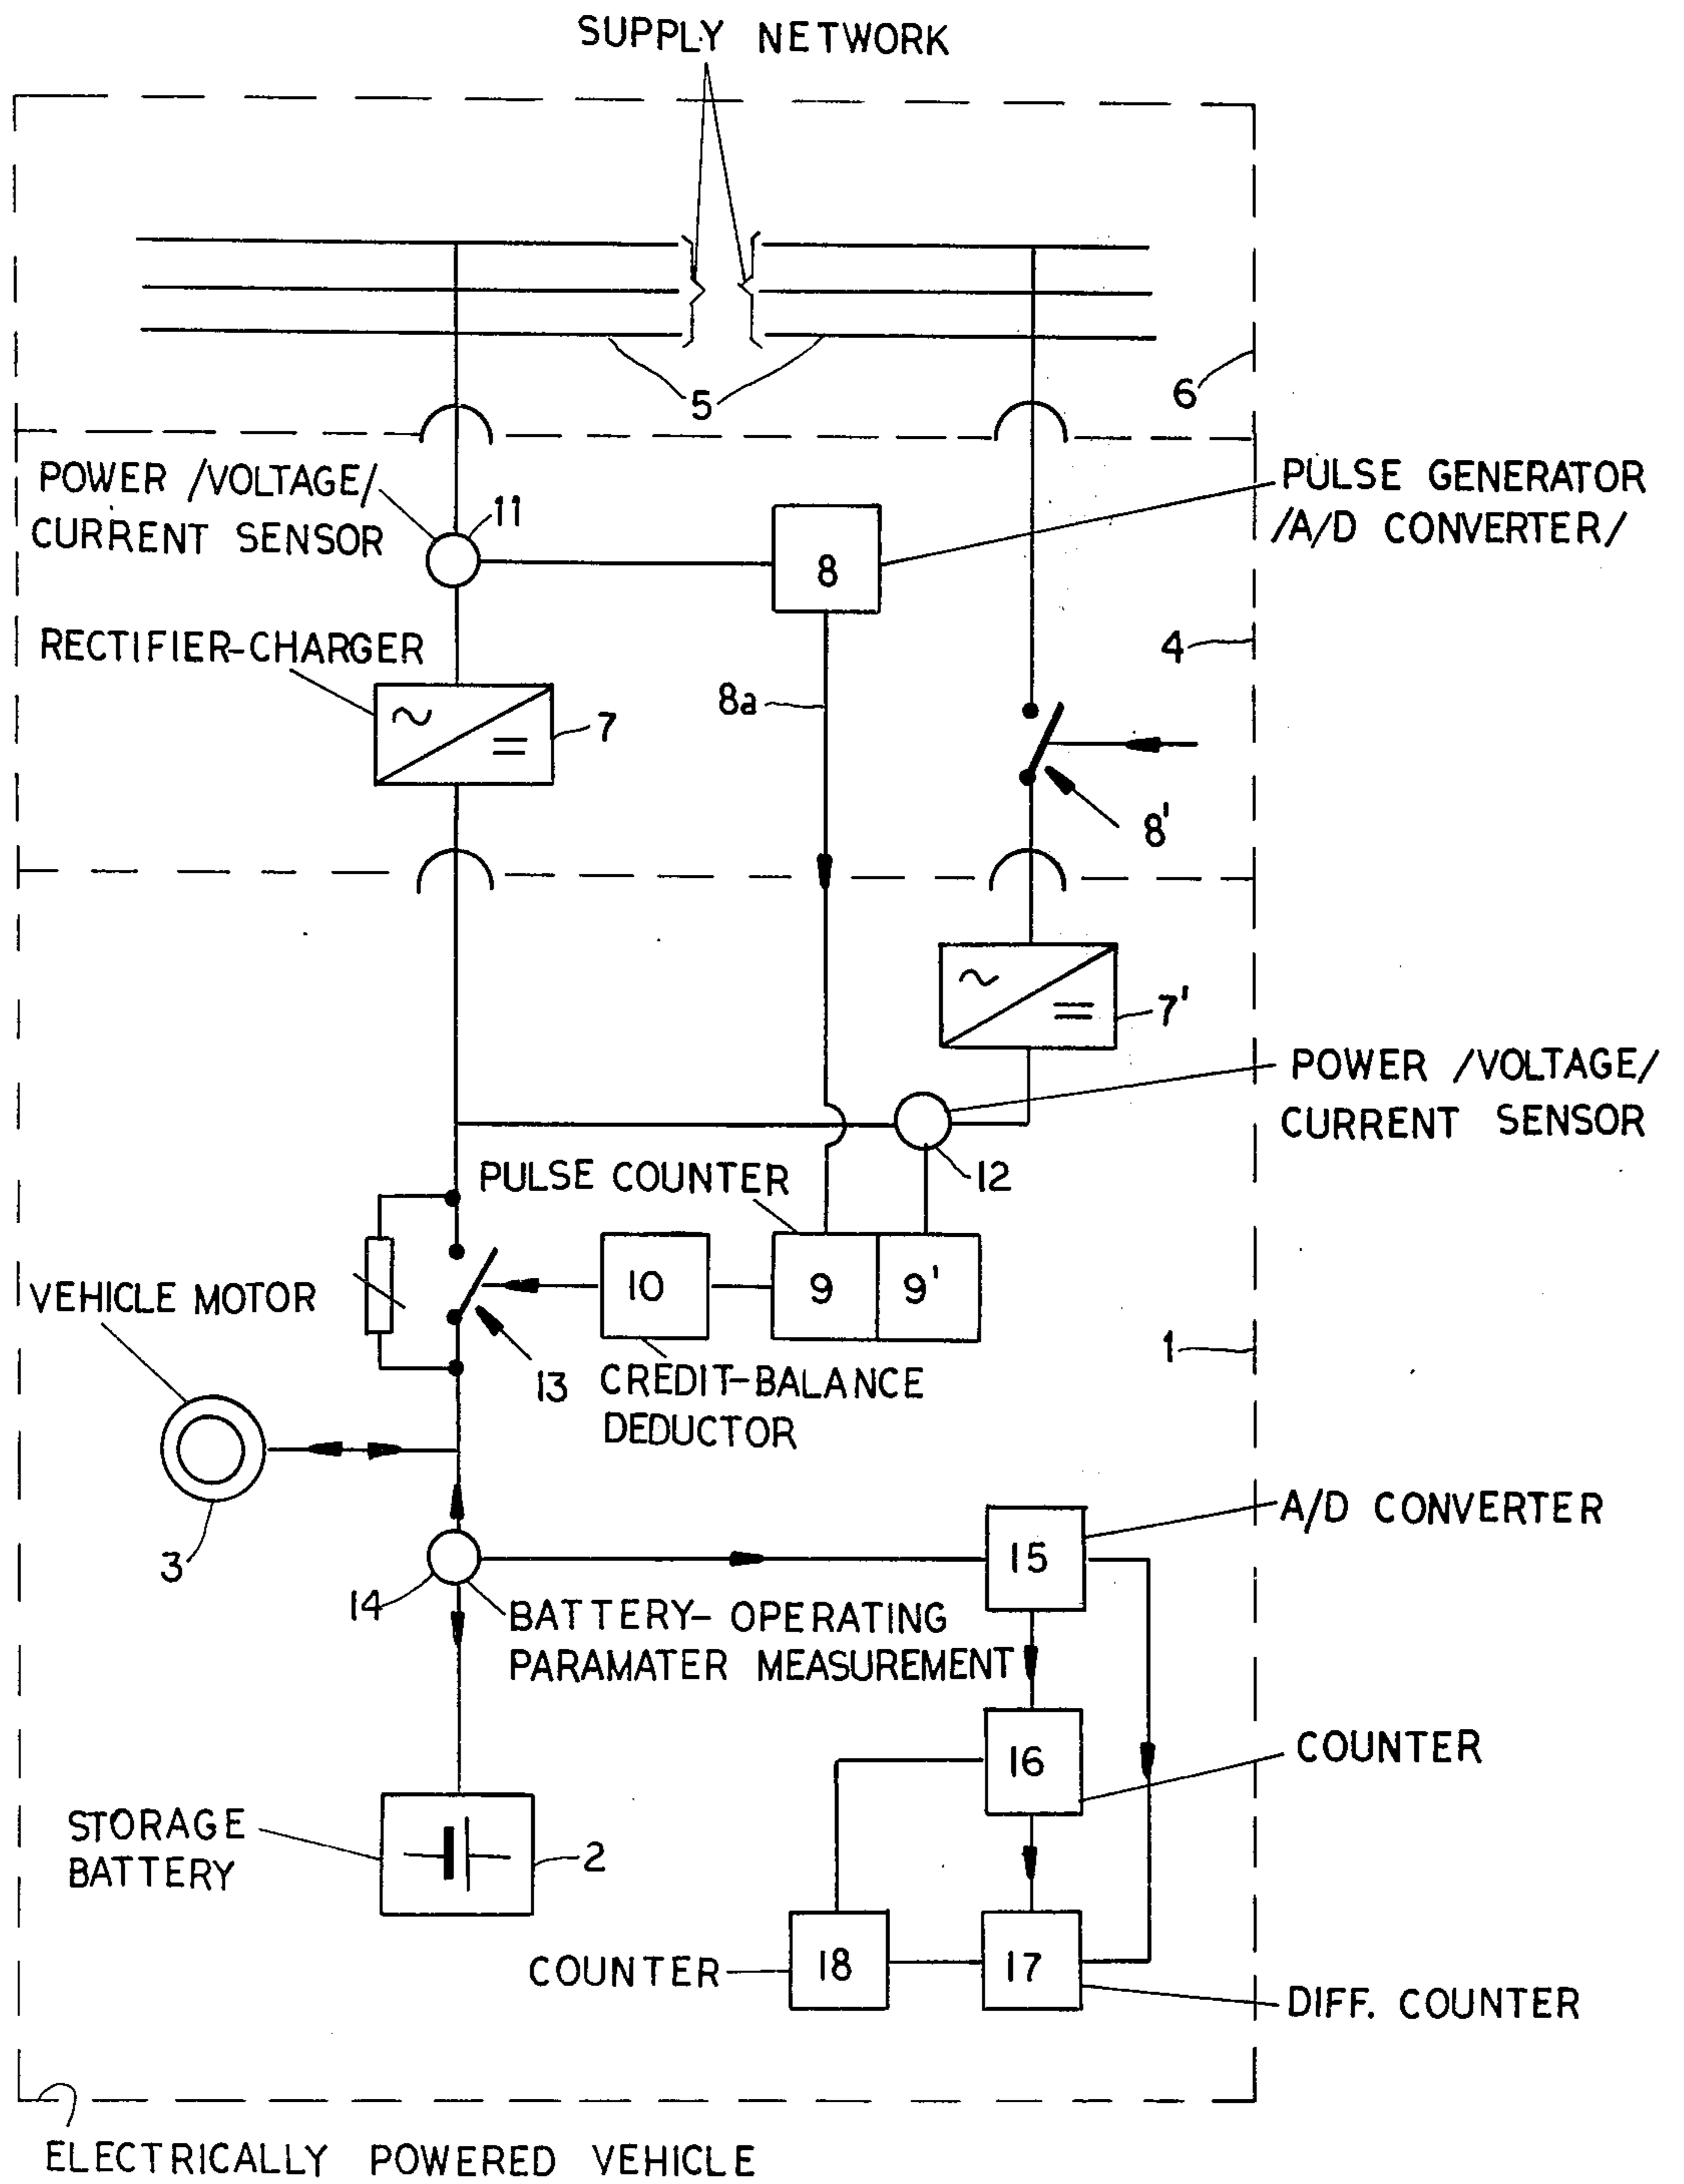 SUPPLY NETWORK
5
6
POWER /VOLTAGE/
CURRENT SENSOR
11
8
PULSE GENERATOR
/A/D CONVERTER/
RECTIFIER-CHARGER
4
8a
7
8'
7'
POWER /VOLTAGE/
CURRENT SENSOR
12
PULSE COUNTER
10
9
9'
VEHICLE MOTOR
1
13
CREDIT-BALANCE
DEDUCTOR
3
14
15
A/D CONVERTER
BATTERY-OPERATING
PARAMATER MEASUREMENT
16
COUNTER
STORAGE
BATTERY
2
COUNTER
18
17
DIFF. COUNTER
ELECTRICALLY POWERED VEHICLE